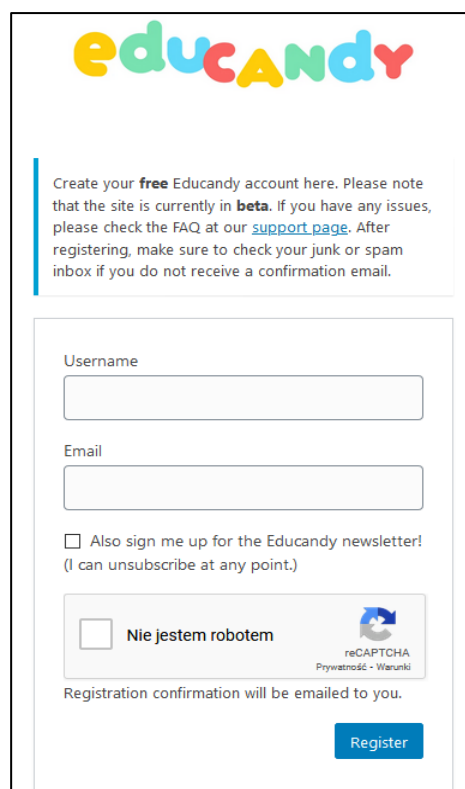 eduCANdY
Create your free Educandy account here. Please note
that the site is currently in beta. If you have any issues,
please check the FAQ at our support page. After
registering, make sure to check your junk or spam
inbox if you do not receive a confirmation email.
Username
Email
Also sign me up for the Educandy newsletter!
(I can unsubscribe at any point.)
Nie jestem robotem
reCAPTCHA
Prywatność - Warunki
Registration confirmation will be emailed to you.
Register